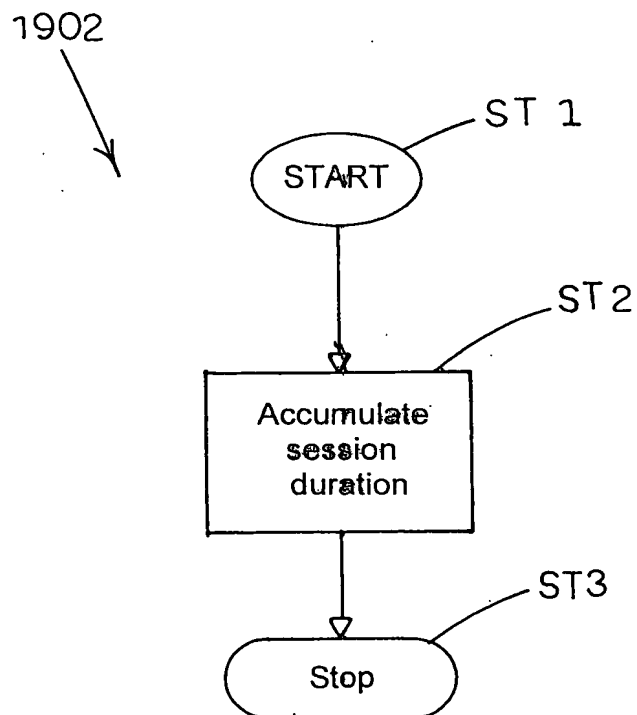 1902
ST 1
START
ST2
Accumulate
session
duration
ST3
Stop